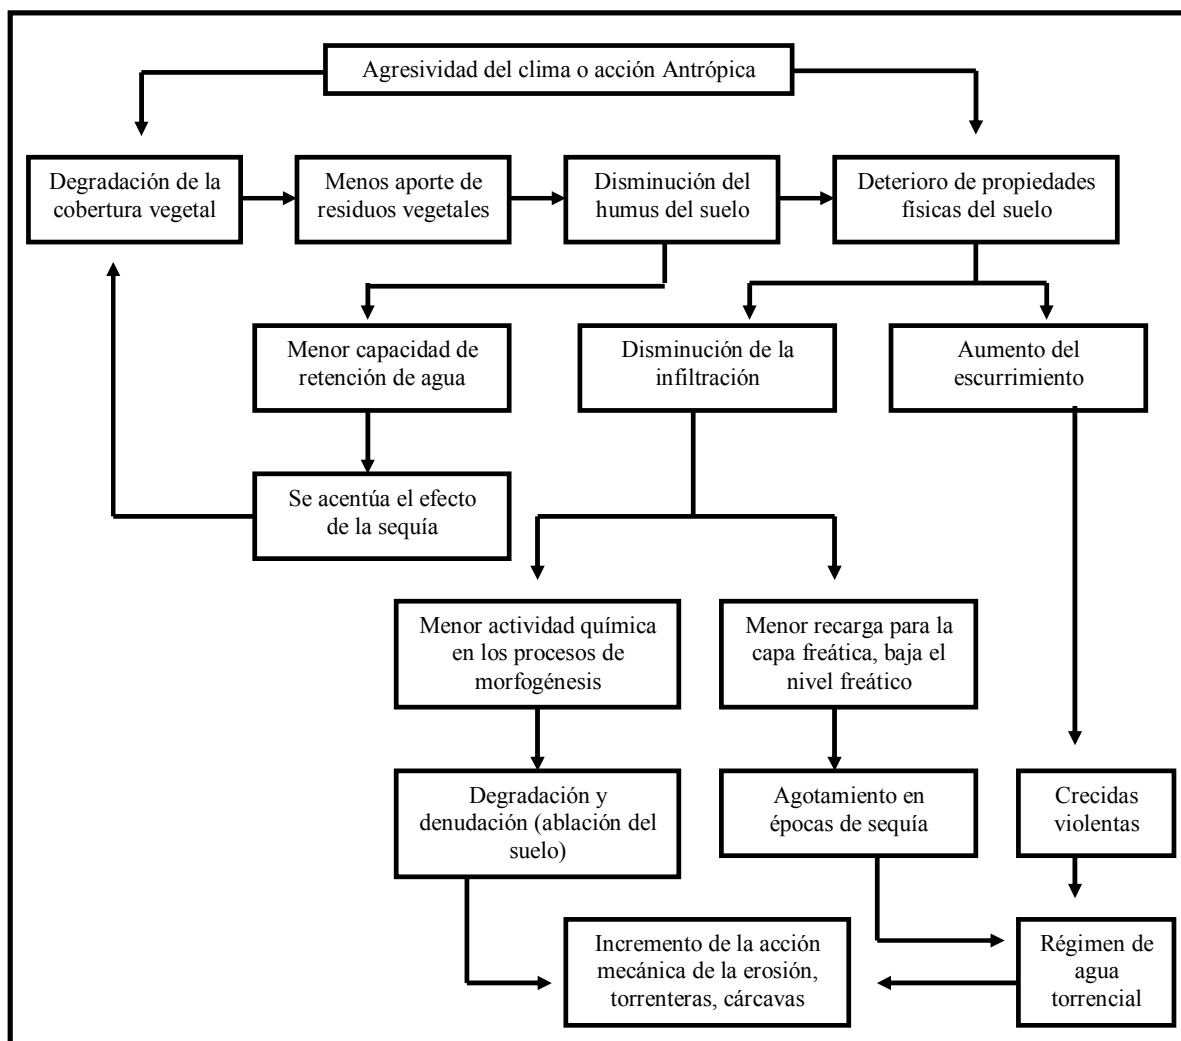 Agresividad del clima o acción Antrópica
Degradación de la
cobertura vegetal
Menos aporte de
residuos vegetales
Disminución del
humus del suelo
Deterioro de propiedades
físicas del suelo
Menor capacidad de
retención de agua
Disminución de la
infiltración
Aumento del
escurrimiento
Se acentúa el efecto
de la sequía
Menor actividad química
en los procesos de
morfogénesis
Menor recarga para la
capa freática, baja el
nivel freático
Degradación y
denudación (ablación del
suelo)
Agotamiento en
épocas de sequía
Crecidas
violentas
Incremento de la acción
mecánica de la erosión,
torrenteras, cárcavas
Régimen de
agua
torrencial